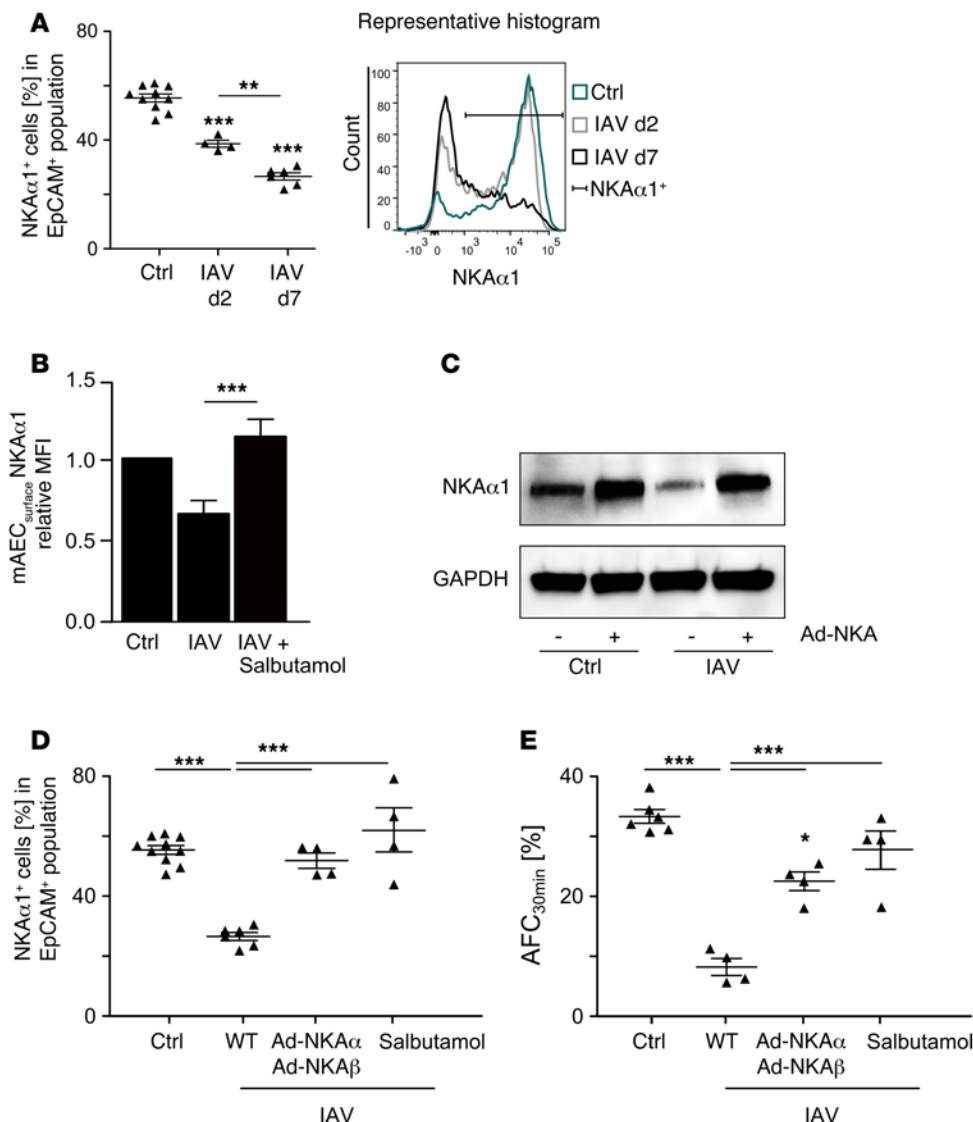 A
NKAα1⁺ cells [%] in
EpCAM⁺ population
80
60
40
20
0
***
**
***
Ctrl
IAV
d2
IAV
d7
Representative histogram
Count
100
80
60
40
20
0
-10³ 0 10³ 10⁴ 10⁵
NKAα1
Ctrl
IAV d2
IAV d7
NKAα1⁺
B
mAEC surface NKAα1
relative MFI
1.5
1.0
0.5
0.0
***
Ctrl
IAV
IAV +
Salbutamol
C
NKAα1
GAPDH
- + - + Ad-NKA
Ctrl IAV
D
NKAα1⁺ cells [%] in
EpCAM⁺ population
80
40
0
*** ***
Ctrl WT Ad-NKAα Salbutamol
Ad-NKAβ
IAV
E
AFC30min [%]
40
20
0
*** ***
*
Ctrl WT Ad-NKAα Salbutamol
Ad-NKAβ
IAV